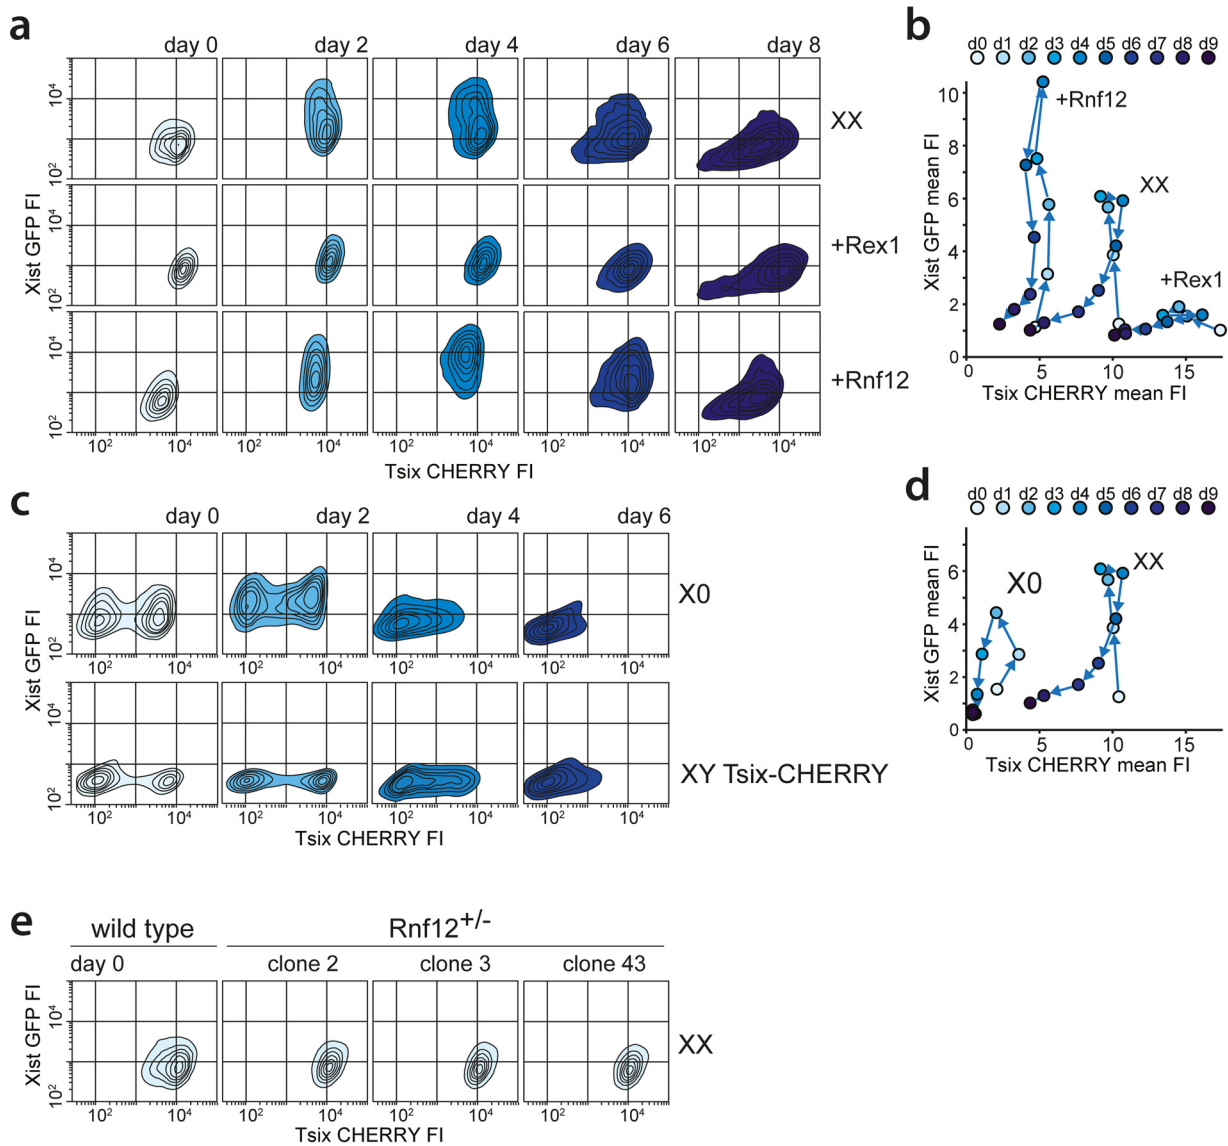 a
day 0 day 2 day 4 day 6 day 8
Xist GFP FI
10⁴
10²
XX
10⁴
10²
+Rex1
10⁴
10²
+Rnf12
10² 10⁴ 10² 10⁴ 10² 10⁴ 10² 10⁴ 10² 10⁴
Tsix CHERRY FI
b
d0 d1 d2 d3 d4 d5 d6 d7 d8 d9
Xist GFP mean FI
10
8
6
4
2
0
+Rnf12
XX
+Rex1
0 5 10 15
Tsix CHERRY mean FI
c
day 0 day 2 day 4 day 6
Xist GFP FI
10⁴
10²
X0
10² 10⁴ 10² 10⁴ 10² 10⁴ 10² 10⁴
10⁴
10²
XY Tsix-CHERRY
10² 10⁴ 10² 10⁴ 10² 10⁴ 10² 10⁴
Tsix CHERRY FI
d
d0 d1 d2 d3 d4 d5 d6 d7 d8 d9
Xist GFP mean FI
6
4
2
0
X0
XX
0 5 10 15
Tsix CHERRY mean FI
e
wild type Rnf12⁺/⁻
day 0 clone 2 clone 3 clone 43
Xist GFP FI
10⁴
10²
XX
10² 10⁴ 10² 10⁴ 10² 10⁴ 10² 10⁴
Tsix CHERRY FI